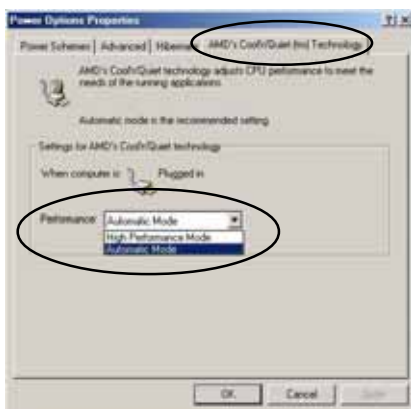 Power Options Properties
Power Schemes Advanced Hibernate AMD's Cool'n'Quiet (tm) Technology
AMD's Cool'n'Quiet technology adjusts CPU performance to meet the
needs of the running applications.
Automatic mode is the recommended setting.
Settings for AMD's Cool'n'Quiet technology
When computer is: Plugged in
Performance: Automatic Mode
High Performance Mode
Automatic Mode
OK Cancel